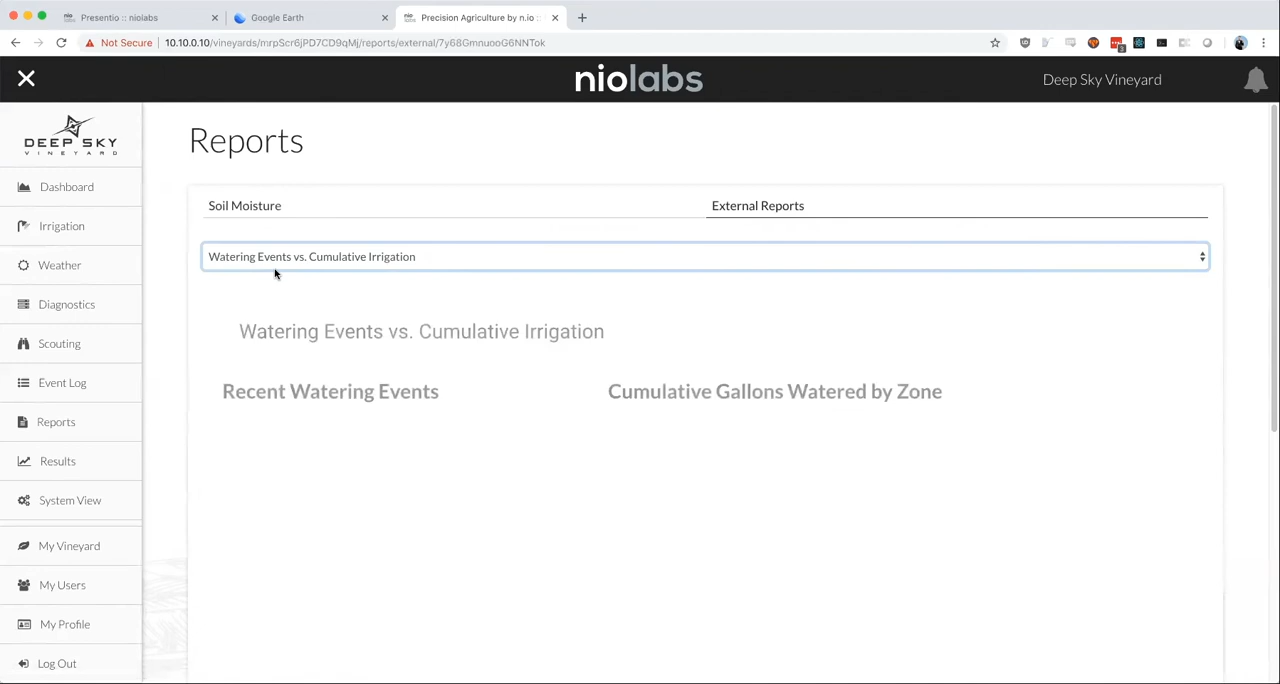 Presentio :: niolabs
Google Earth
nio labs
Precision Agriculture by n.io ::
Not Secure
10.10.0.10/vineyards/mrpScr6jPD7CD9qMj/reports/external/7y68GmnuooG6NNTok
niolabs
Deep Sky Vineyard
DEEP SKY
VINEYARD
Dashboard
Irrigation
Weather
Diagnostics
Scouting
Event Log
Reports
Results
System View
My Vineyard
My Users
My Profile
Log Out
Reports
Soil Moisture
External Reports
Watering Events vs. Cumulative Irrigation
Watering Events vs. Cumulative Irrigation
Recent Watering Events
Cumulative Gallons Watered by Zone